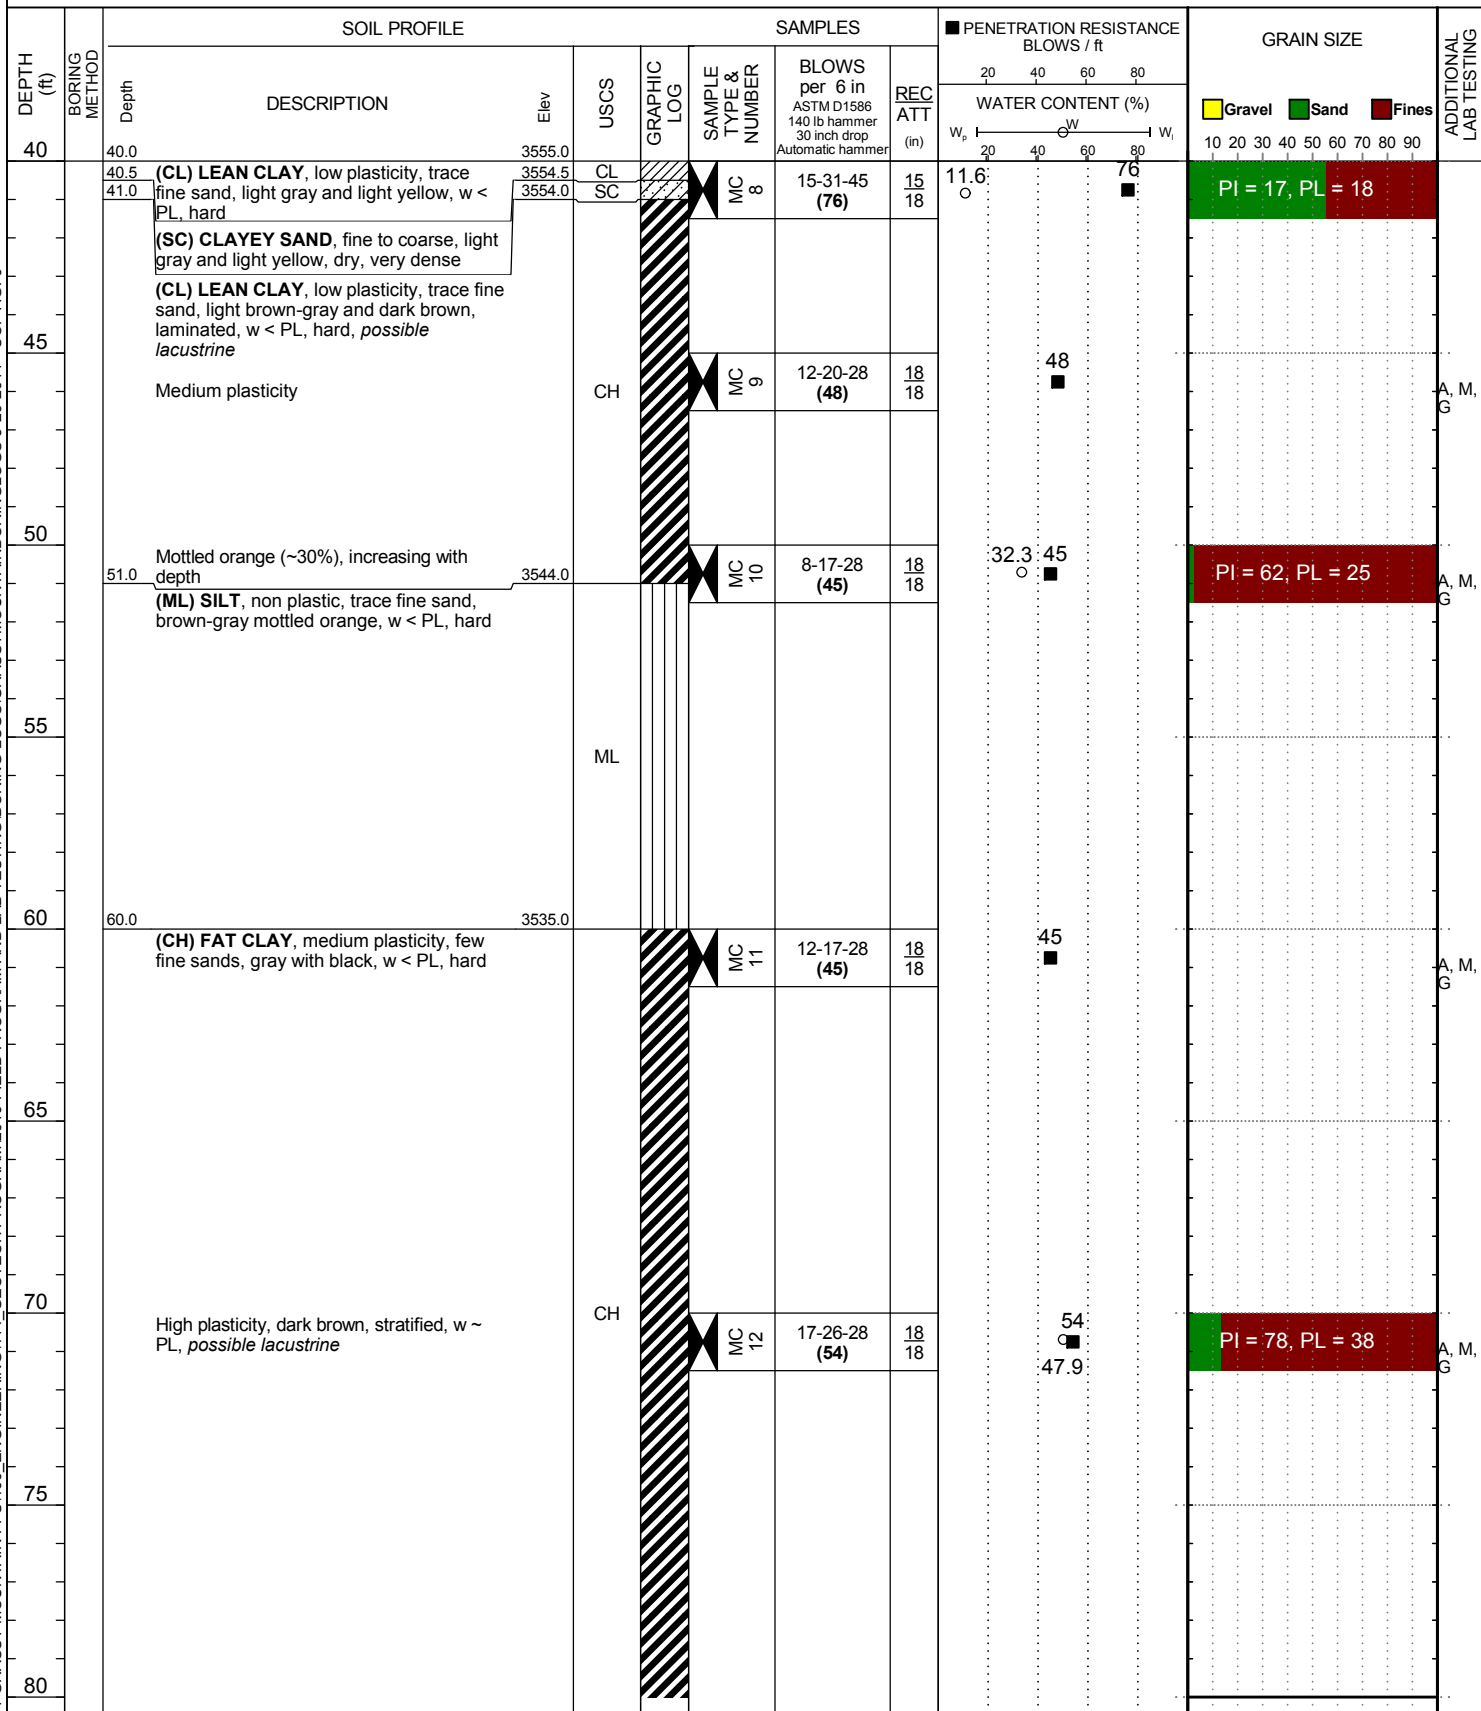 SOIL PROFILE
SAMPLES
■ PENETRATION RESISTANCE
BLOWS / ft
GRAIN SIZE
ADDITIONAL
LAB TESTING
DEPTH
(ft)
BORING
METHOD
Depth
DESCRIPTION
Elev
USCS
GRAPHIC
LOG
SAMPLE
TYPE &
NUMBER
BLOWS
per 6 in
ASTM D1586
140 lb hammer
30 inch drop
Automatic hammer
REC
ATT
(in)
20 40 60 80
WATER CONTENT (%)
Wp W Wl
20 40 60 80
Gravel Sand Fines
10 20 30 40 50 60 70 80 90
40
40.0 3555.0
40.5 3554.5
41.0 3554.0
(CL) LEAN CLAY, low plasticity, trace
fine sand, light gray and light yellow, w <
PL, hard
CL
SC
MC
8
15-31-45
(76)
15
18
11.6
76
PI = 17, PL = 18
(SC) CLAYEY SAND, fine to coarse, light
gray and light yellow, dry, very dense
(CL) LEAN CLAY, low plasticity, trace fine
sand, light brown-gray and dark brown,
laminated, w < PL, hard, possible
lacustrine
45
Medium plasticity
CH
MC
9
12-20-28
(48)
18
18
48
A, M,
G
50
Mottled orange (~30%), increasing with
depth
51.0 3544.0
MC
10
8-17-28
(45)
18
18
32.3 45
PI = 62, PL = 25
A, M,
G
(ML) SILT, non plastic, trace fine sand,
brown-gray mottled orange, w < PL, hard
55
ML
60
60.0 3535.0
(CH) FAT CLAY, medium plasticity, few
fine sands, gray with black, w < PL, hard
MC
11
12-17-28
(45)
18
18
45
A, M,
G
65
70
High plasticity, dark brown, stratified, w ~
PL, possible lacustrine
CH
MC
12
17-26-28
(54)
18
18
54
47.9
PI = 78, PL = 38
A, M,
G
75
80